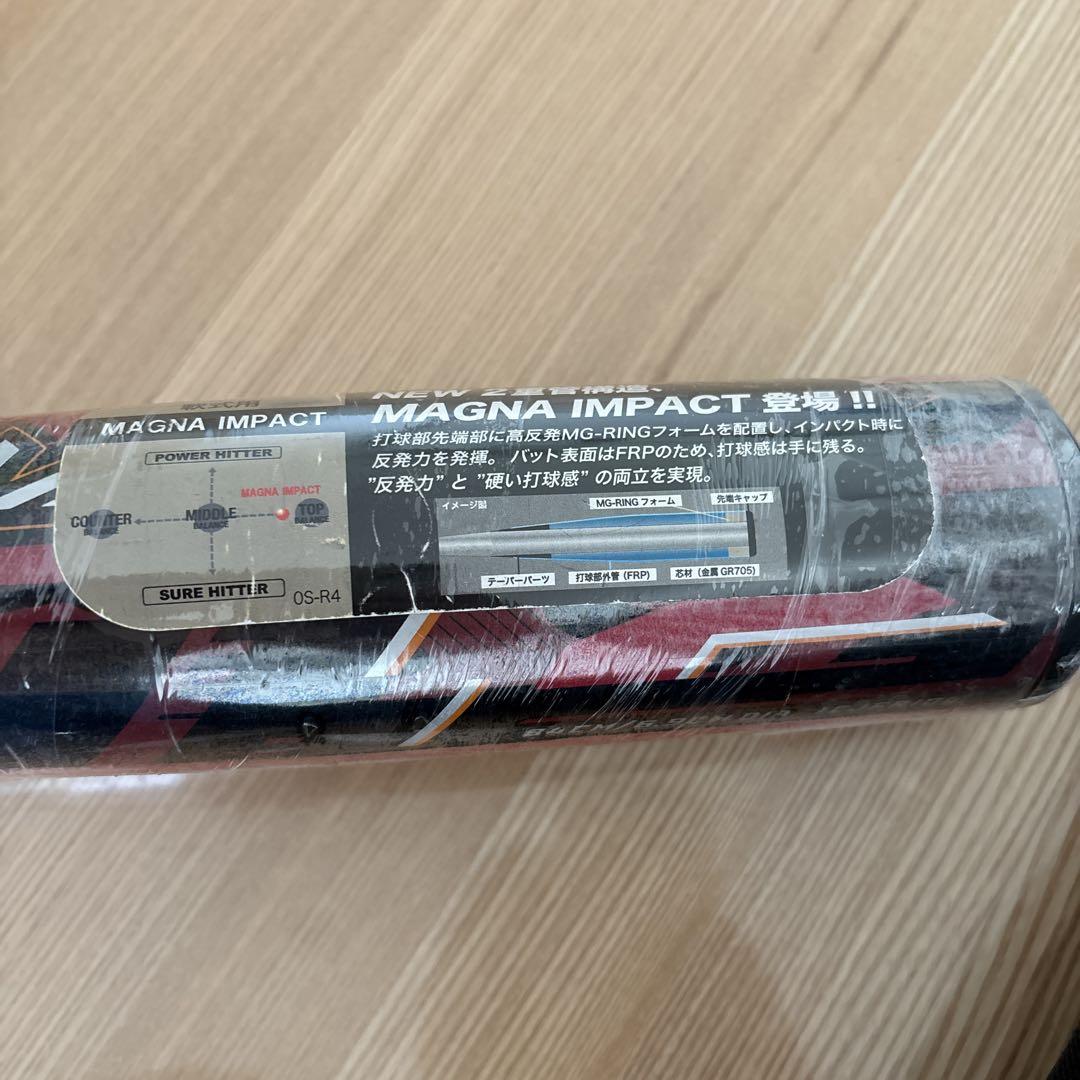 軟式用
MAGNA IMPACT
POWER HITTER
MAGNA IMPACT
COUNTER BALANCE
MIDDLE BALANCE
TOP BALANCE
SURE HITTER
OS-R4
NEW 2重管構造、
MAGNA IMPACT 登場!!
打球部先端部に高反発MG-RINGフォームを配置し、インパクト時に
反発力を発揮。 バット表面はFRPのため、打球感は手に残る。
"反発力" と "硬い打球感" の両立を実現。
イメージ図
MG-RING フォーム
先端キャップ
テーパーパーツ
打球部外管 (FRP)
芯材 (金属 GR705)